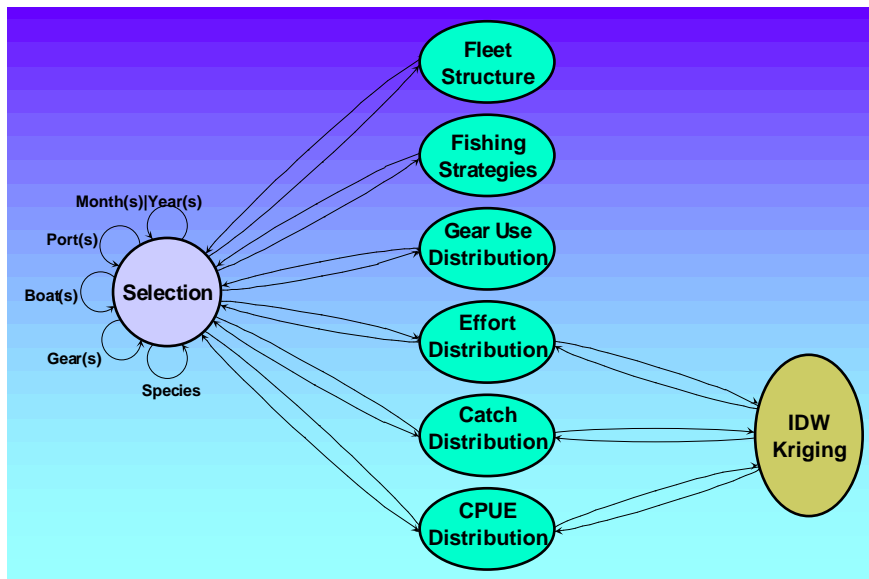 Fleet
Structure
Fishing
Strategies
Month(s)|Year(s)
Port(s)
Gear Use
Distribution
Boat(s)
Selection
Gear(s)
Species
Effort
Distribution
Catch
Distribution
IDW
Kriging
CPUE
Distribution